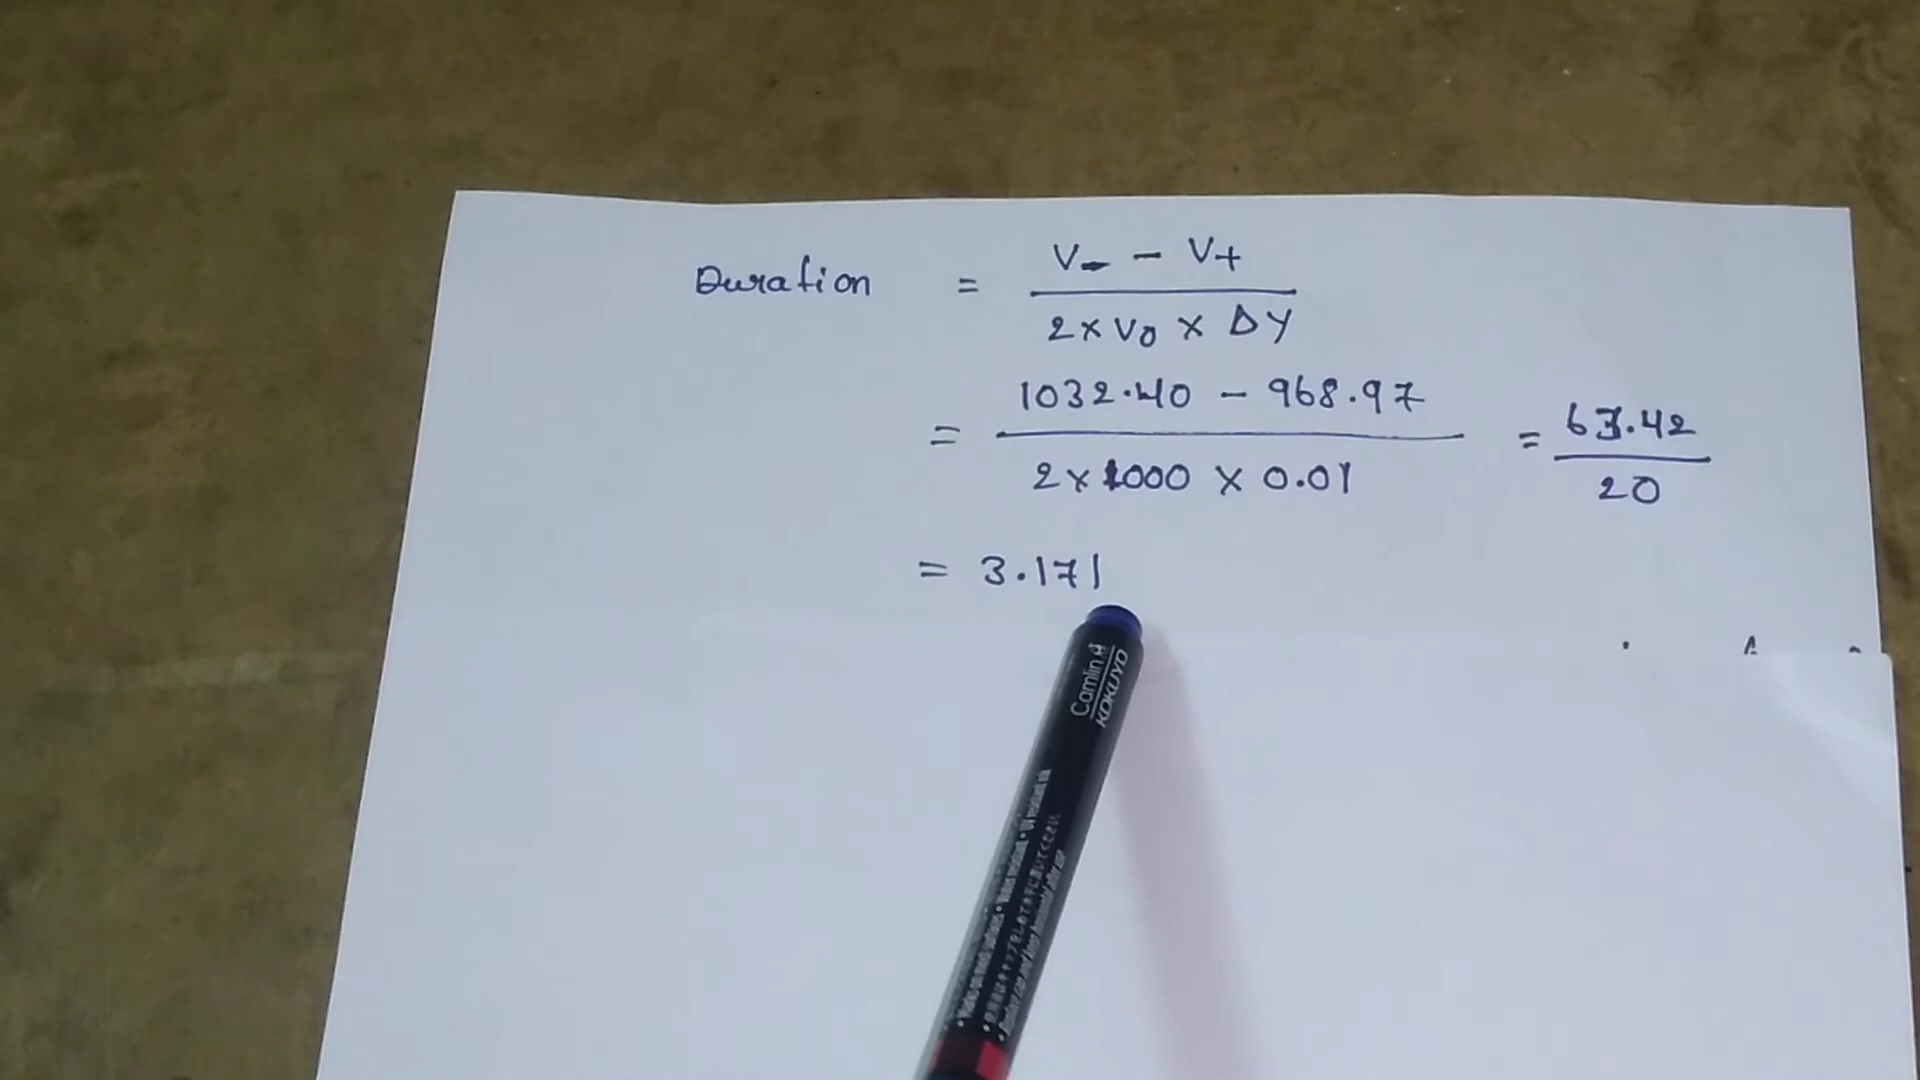 Duration = V- - V+
2 x V0 x ΔY
= 1032.40 - 968.97 = 63.42
2 x 1000 x 0.01 20
= 3.171
Camlin
KOKUYO